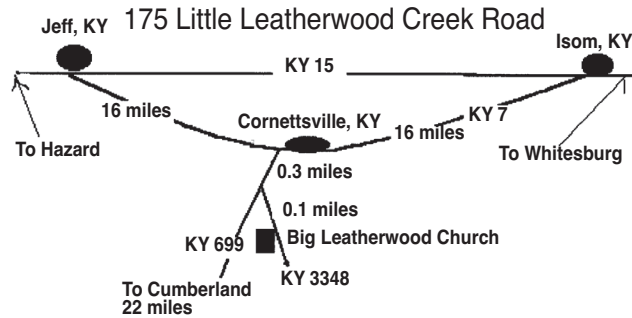 175 Little Leatherwood Creek Road
Jeff, KY
Isom, KY
KY 15
16 miles
KY 7
Cornettsville, KY
16 miles
To Hazard
To Whitesburg
0.3 miles
0.1 miles
KY 699
Big Leatherwood Church
To Cumberland
22 miles
KY 3348